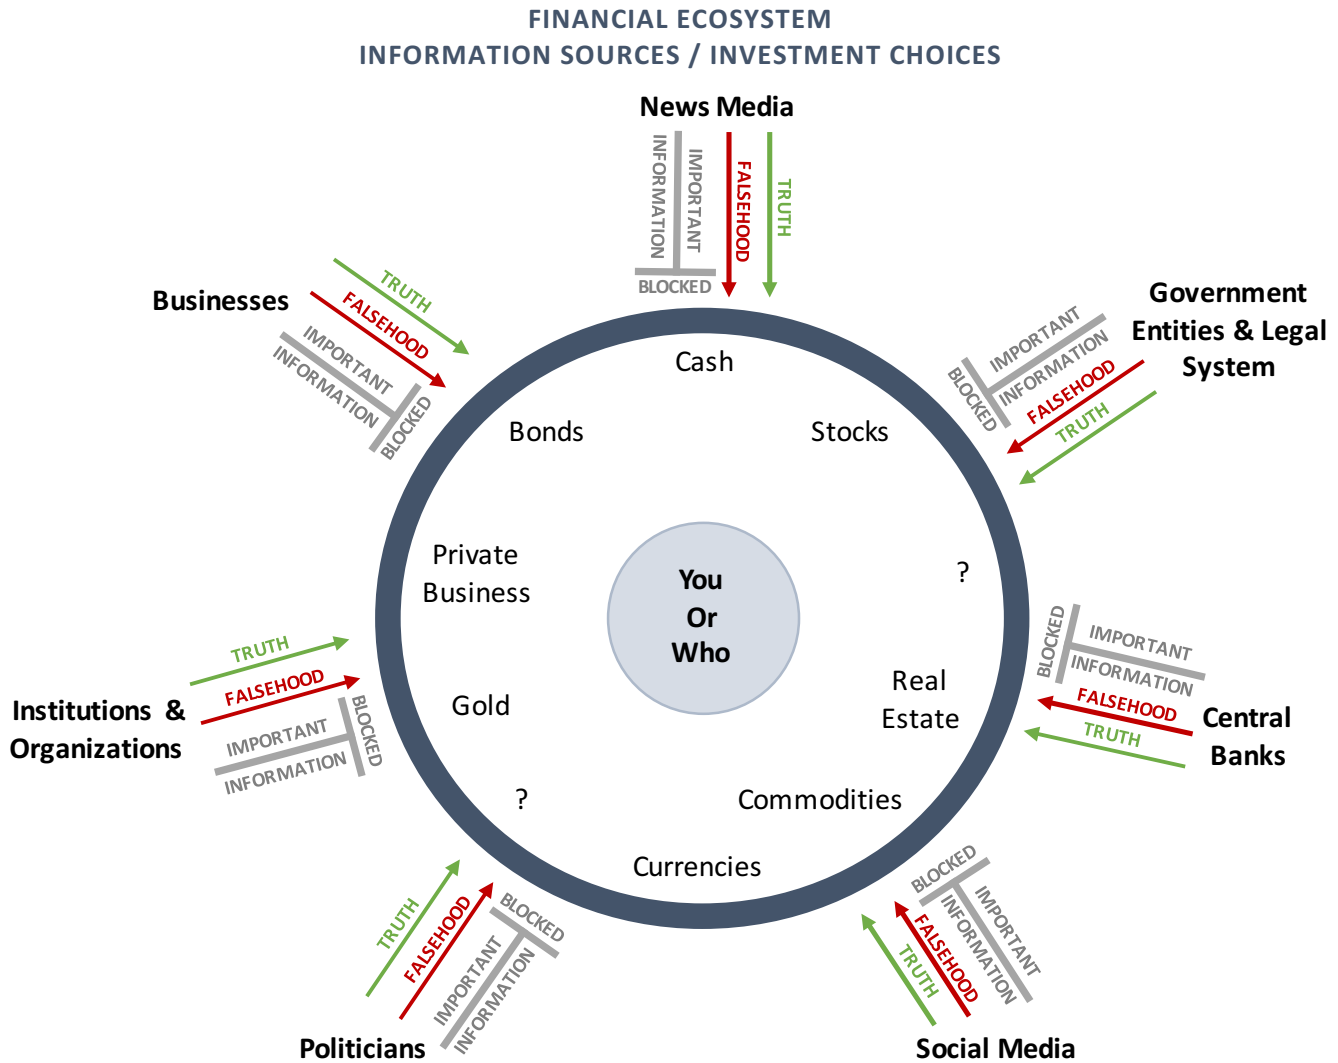 FINANCIAL ECOSYSTEM
INFORMATION SOURCES / INVESTMENT CHOICES
News Media
INFORMATION
IMPORTANT
BLOCKED
FALSEHOOD
TRUTH
Businesses
TRUTH
FALSEHOOD
IMPORTANT
INFORMATION
BLOCKED
Government
Entities & Legal
System
IMPORTANT
INFORMATION
BLOCKED
FALSEHOOD
TRUTH
Cash
Bonds
Stocks
Private
Business
?
You
Or
Who
Gold
Real
Estate
?
Commodities
Currencies
Institutions &
Organizations
TRUTH
FALSEHOOD
IMPORTANT
INFORMATION
BLOCKED
Central
Banks
BLOCKED
IMPORTANT
INFORMATION
FALSEHOOD
TRUTH
Politicians
TRUTH
FALSEHOOD
IMPORTANT
INFORMATION
BLOCKED
Social Media
BLOCKED
IMPORTANT
INFORMATION
FALSEHOOD
TRUTH